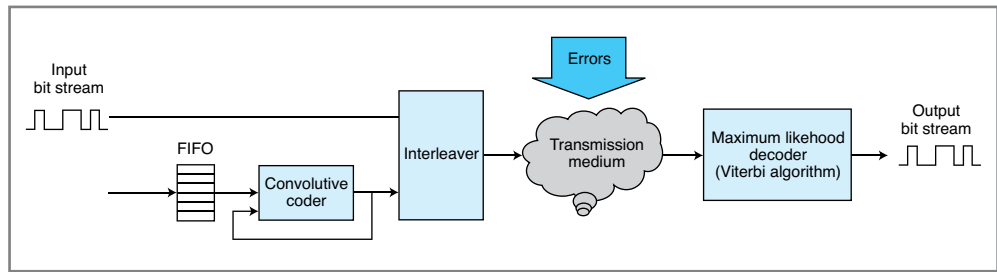 Errors
Input
bit stream
Output
bit stream
FIFO
Convolutive
coder
Interleaver
Transmission
medium
Maximum likehood
decoder
(Viterbi algorithm)